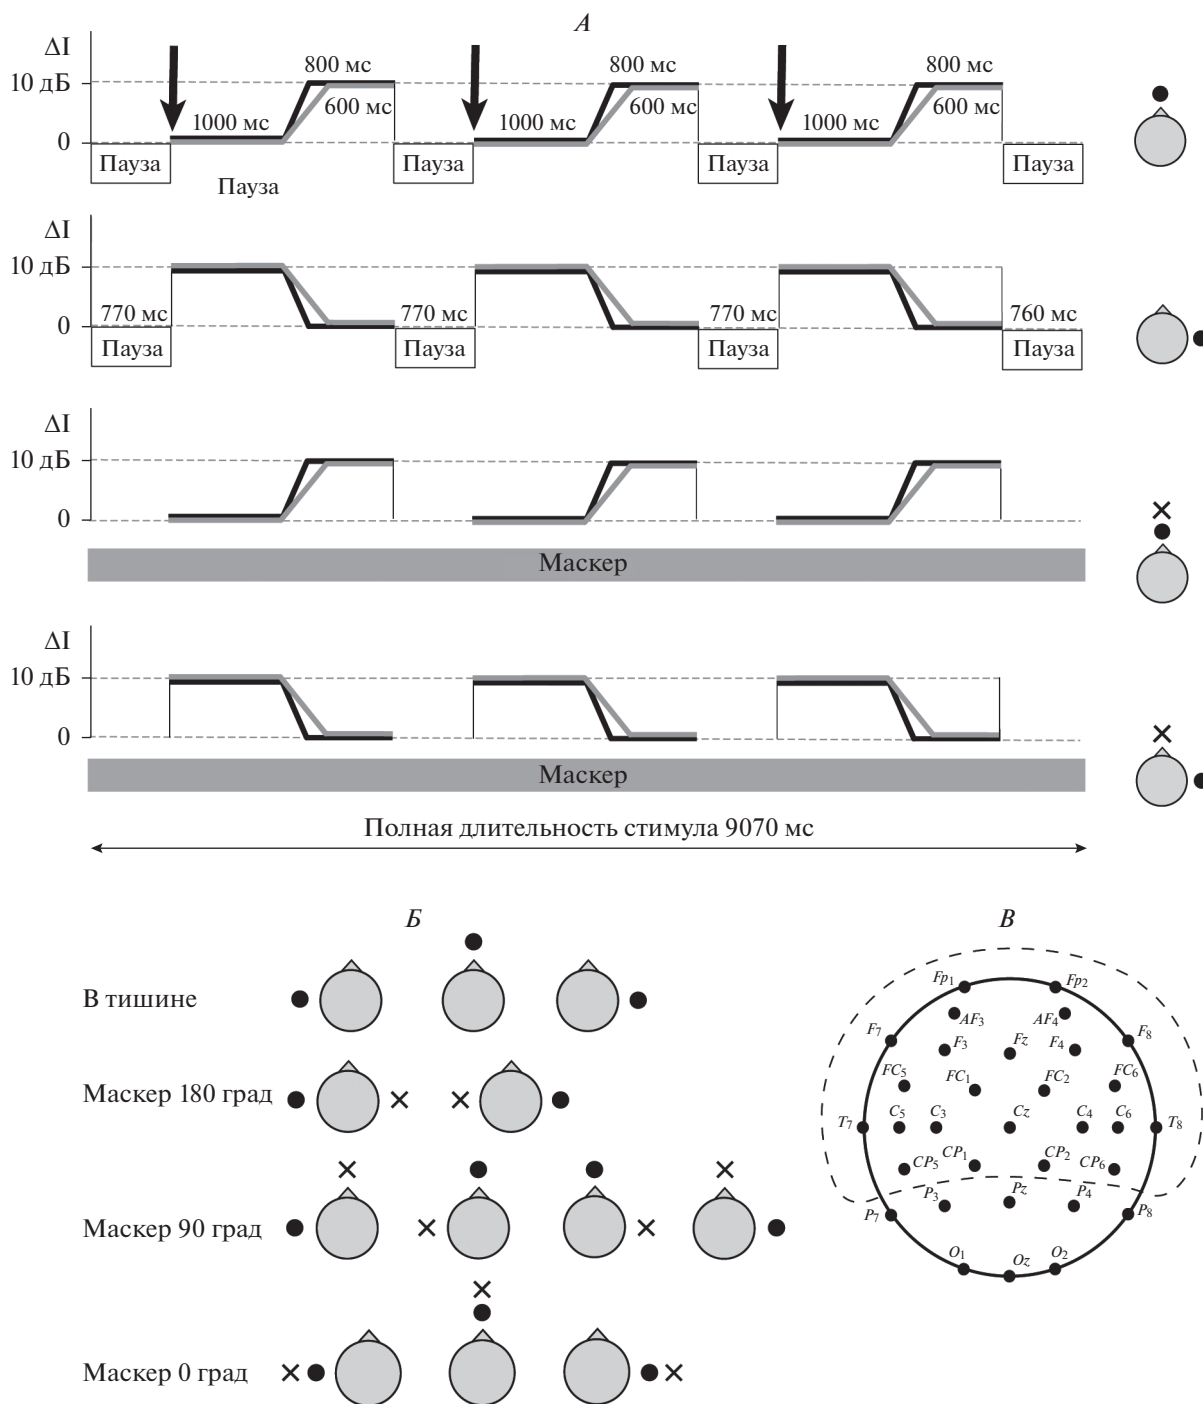 А
ΔI
10 дБ
0
800 мс
800 мс
800 мс
600 мс
600 мс
600 мс
1000 мс
1000 мс
1000 мс
Пауза
Пауза
Пауза
Пауза
Пауза
ΔI
10 дБ
0
770 мс
770 мс
770 мс
760 мс
Пауза
Пауза
Пауза
Пауза
ΔI
10 дБ
0
Маскер
ΔI
10 дБ
0
Маскер
Полная длительность стимула 9070 мс
Б
В тишине
Маскер 180 град
Маскер 90 град
Маскер 0 град
В
Fp1 Fp2
AF3 AF4
F7 F3 Fz F4 F8
FC5 FC1 FC2 FC6
T7 C5 C3 Cz C4 C6 T8
CP5 CP1 CP2 CP6
P7 P3 Pz P4 P8
O1 Oz O2